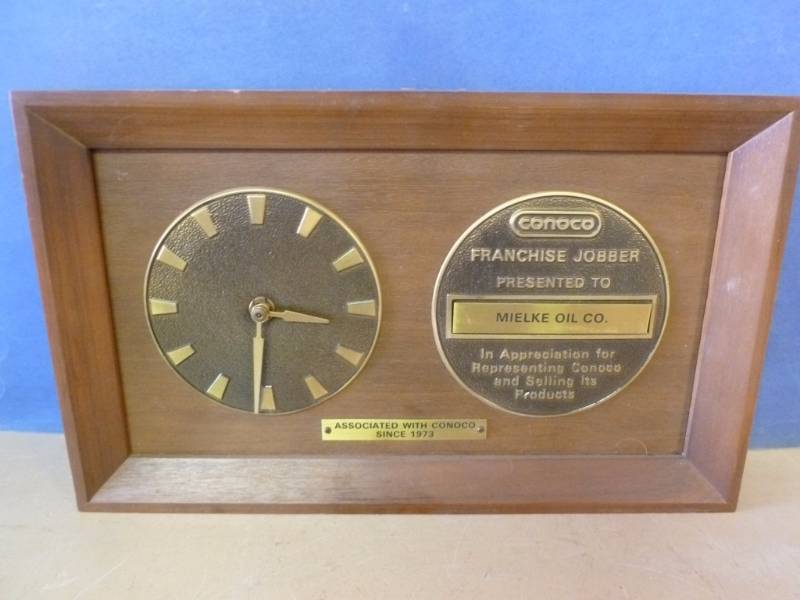 conoco
FRANCHISE JOBBER
PRESENTED TO
MIELKE OIL CO.
In Appreciation for
Representing Conoco
and Selling Its
Products
ASSOCIATED WITH CONOCO
SINCE 1973